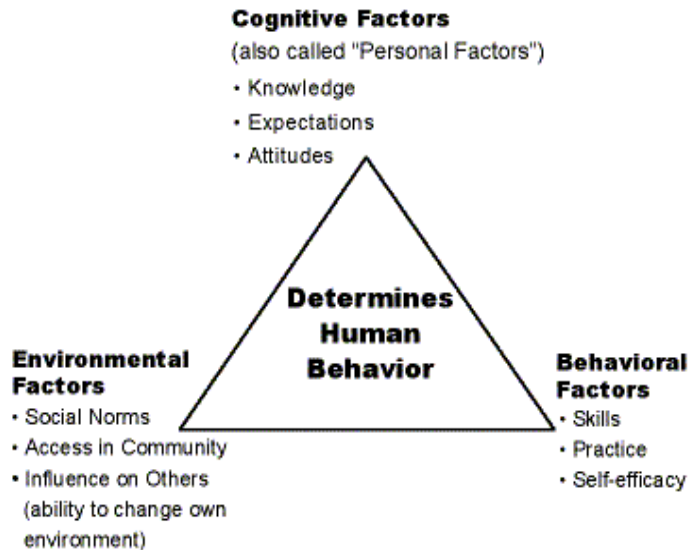 Cognitive Factors
(also called "Personal Factors")
• Knowledge
• Expectations
• Attitudes
Determines
Human
Behavior
Environmental
Factors
• Social Norms
• Access in Community
• Influence on Others
(ability to change own
environment)
Behavioral
Factors
• Skills
• Practice
• Self-efficacy